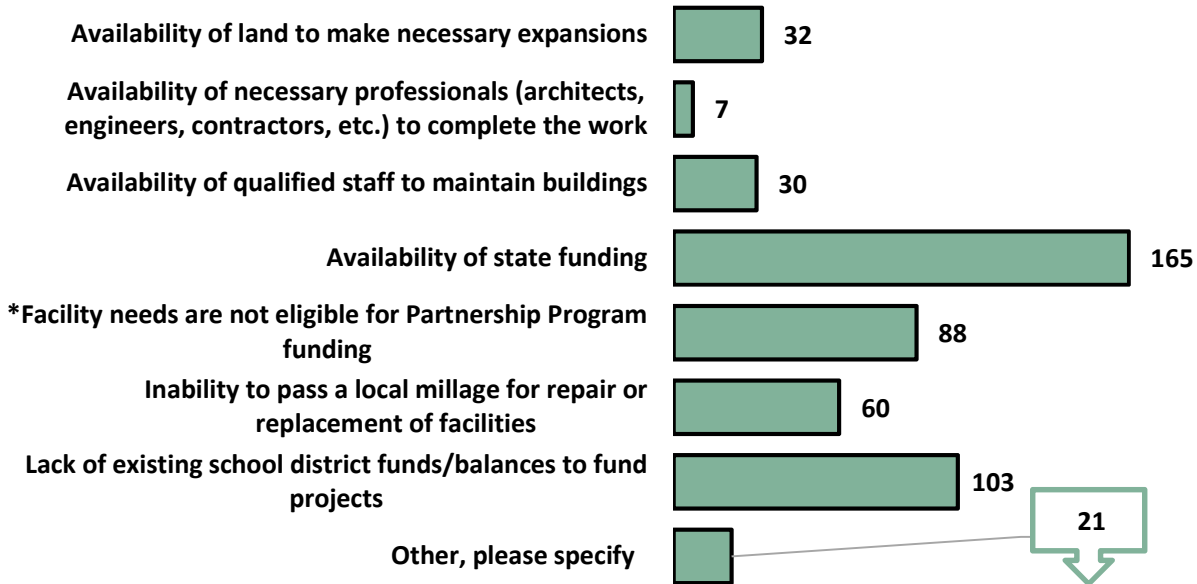 Availability of land to make necessary expansions
32
Availability of necessary professionals (architects,
engineers, contractors, etc.) to complete the work
7
Availability of qualified staff to maintain buildings
30
Availability of state funding
165
*Facility needs are not eligible for Partnership Program
funding
88
Inability to pass a local millage for repair or
replacement of facilities
60
Lack of existing school district funds/balances to fund
projects
103
Other, please specify
21